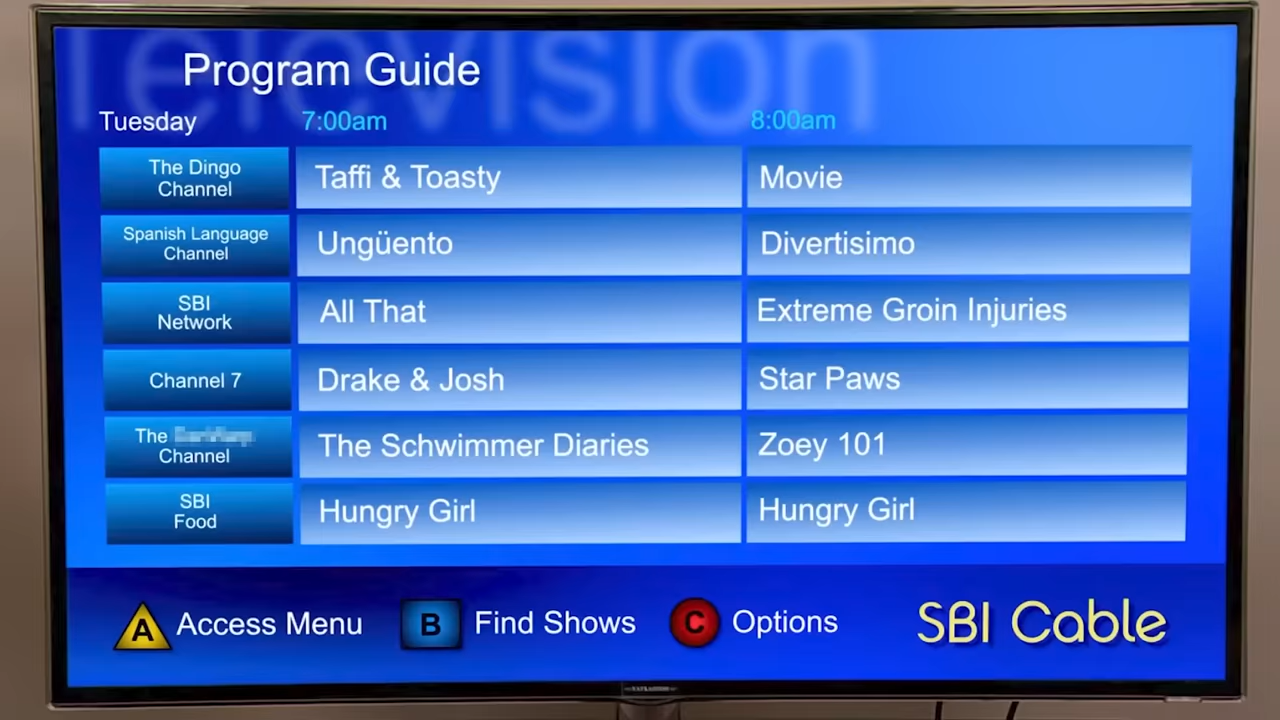 Television
Program Guide
Tuesday 7:00am 8:00am
The Dingo
Channel
Taffi & Toasty
Movie
Spanish Language
Channel
Ungüento
Divertisimo
SBI
Network
All That
Extreme Groin Injuries
Channel 7
Drake & Josh
Star Paws
The
Channel
The Schwimmer Diaries
Zoey 101
SBI
Food
Hungry Girl
Hungry Girl
A Access Menu B Find Shows C Options SBI Cable